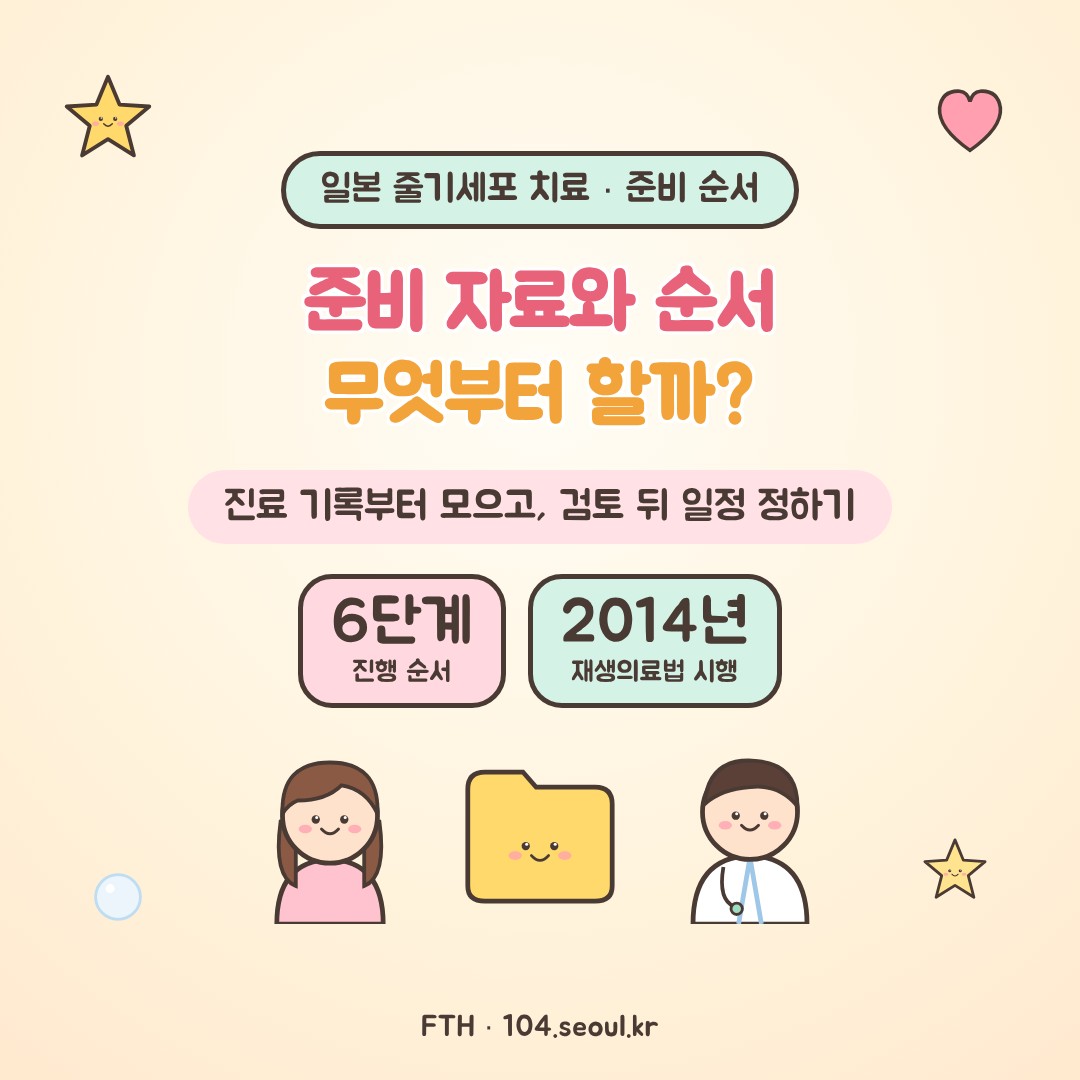 일본 줄기세포 치료 · 준비 순서
준비 자료와 순서
무엇부터 할까?
진료 기록부터 모으고, 검토 뒤 일정 정하기
6단계
진행 순서
2014년
재생의료법 시행
FTH · 104.seoul.kr